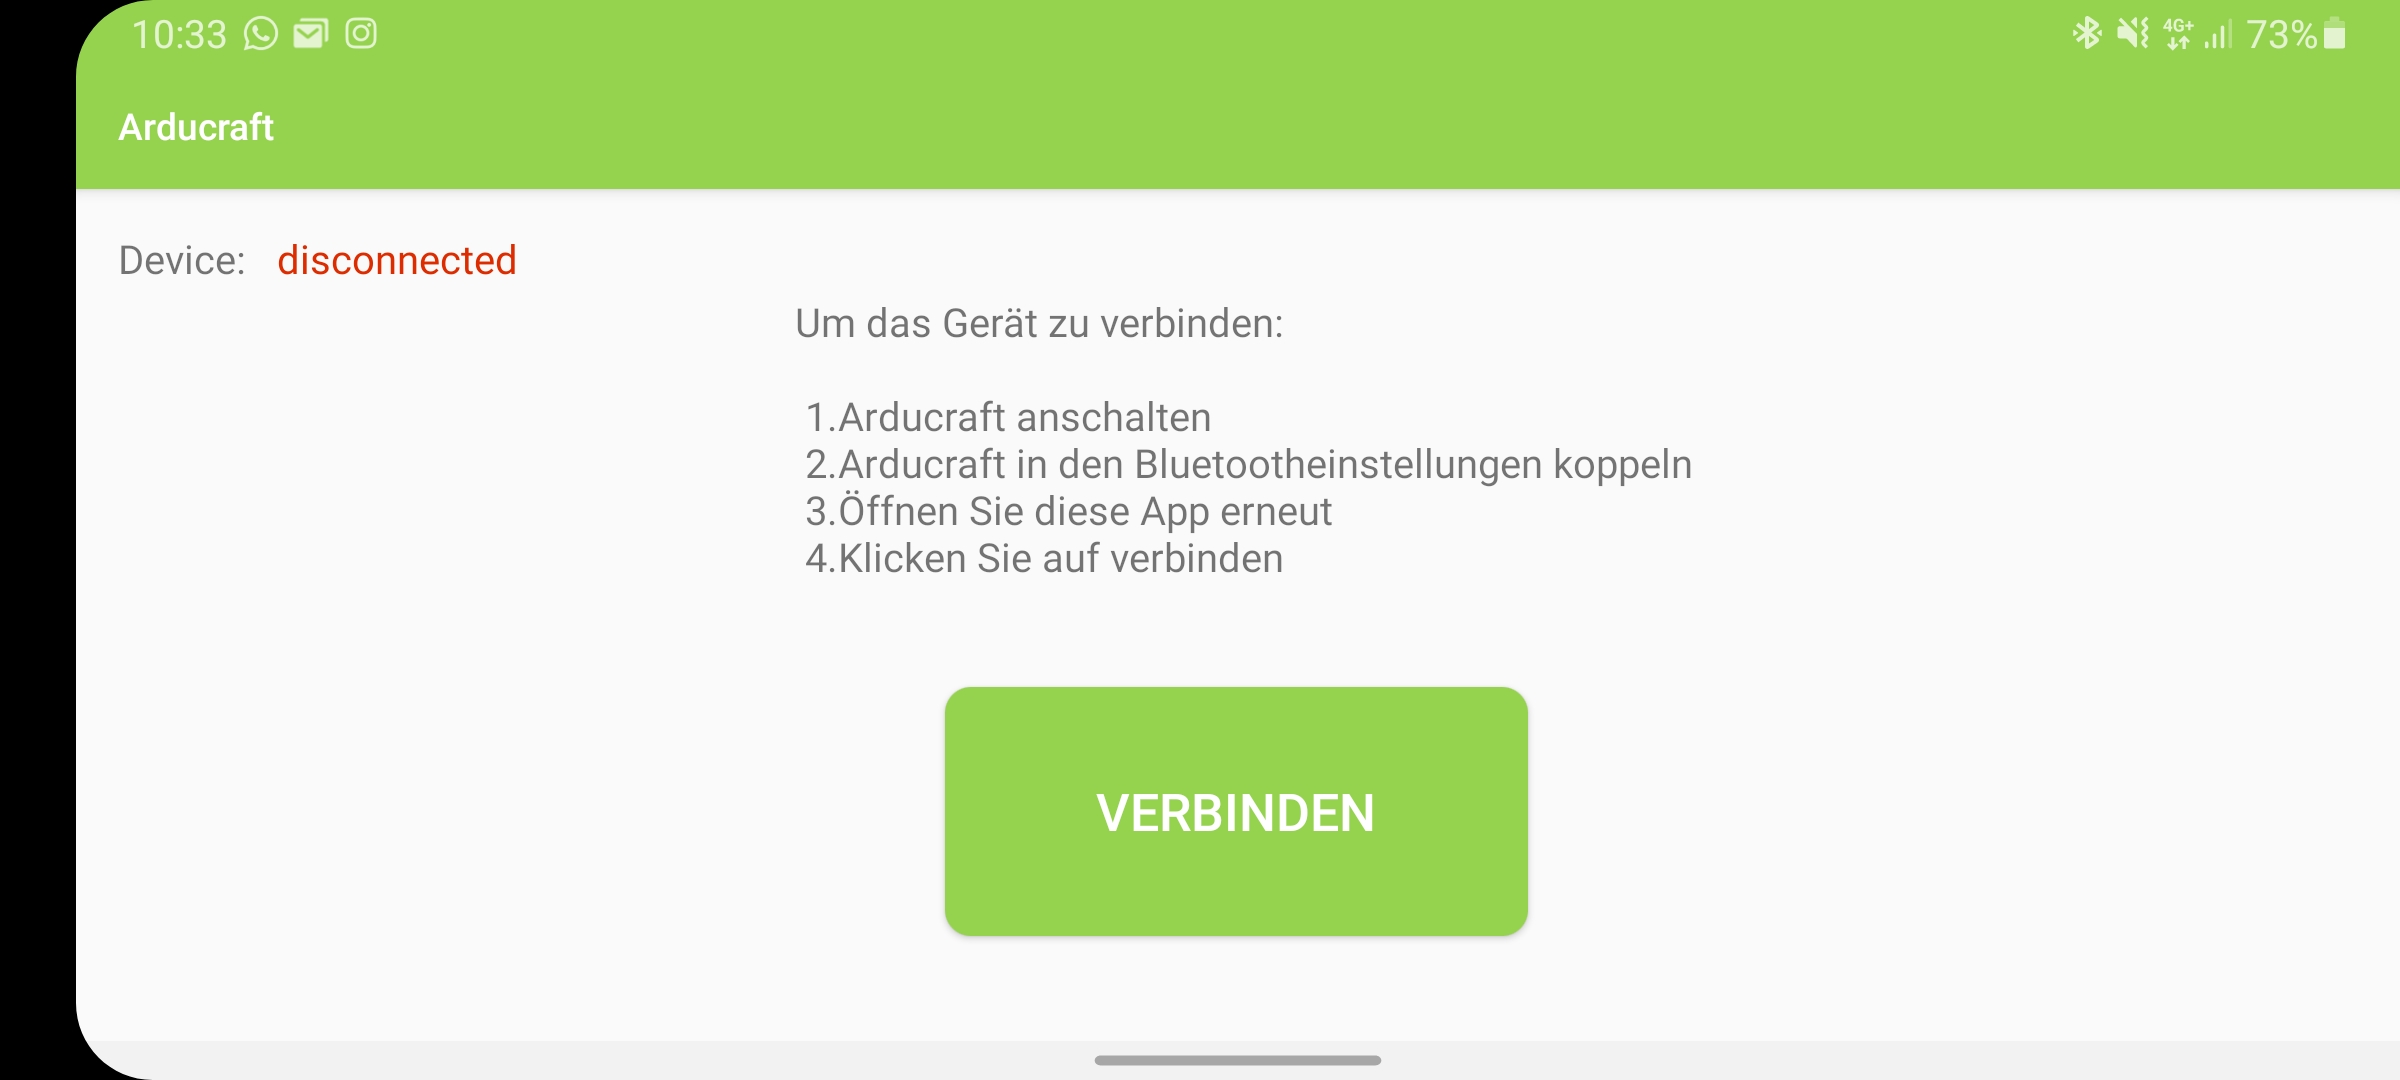 10:33
4G+
73%
Arducraft
Device: disconnected
Um das Gerät zu verbinden:
1.Arducraft anschalten
2.Arducraft in den Bluetootheinstellungen koppeln
3.Öffnen Sie diese App erneut
4.Klicken Sie auf verbinden
VERBINDEN